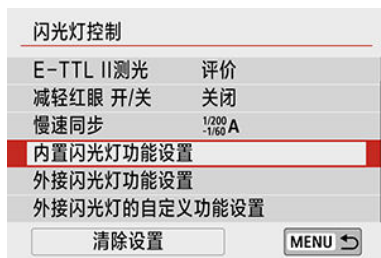 闪光灯控制
E-TTL II测光 评价
减轻红眼 开/关 关闭
慢速同步 1/200-1/60 A
内置闪光灯功能设置
外接闪光灯功能设置
外接闪光灯的自定义功能设置
清除设置 MENU